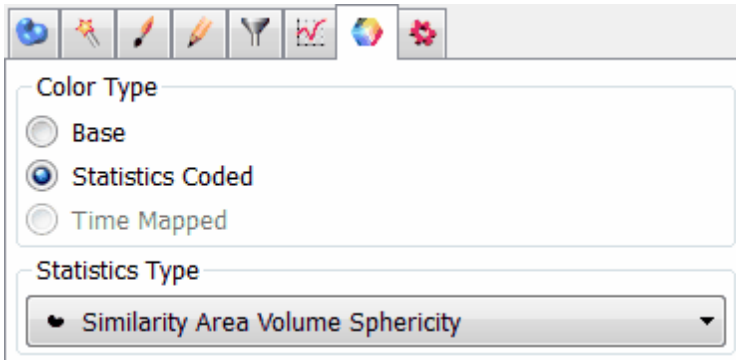 Color Type
Base
Statistics Coded
Time Mapped
Statistics Type
Similarity Area Volume Sphericity